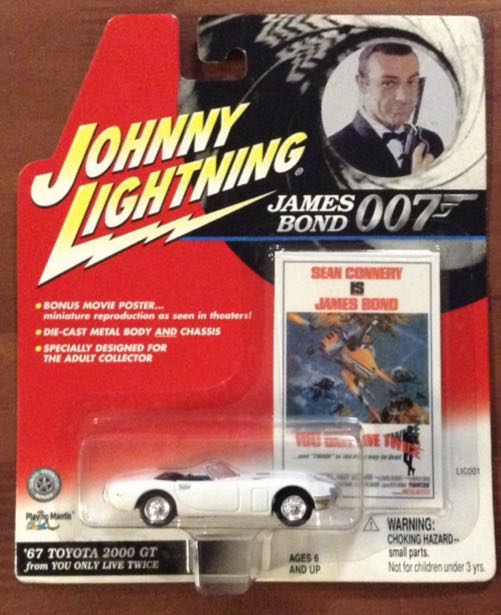 JOHNNY
LIGHTNING®
JAMES
BOND 007
• BONUS MOVIE POSTER...
miniature reproduction as seen in theaters!
• DIE-CAST METAL BODY AND CHASSIS
• SPECIALLY DESIGNED FOR
THE ADULT COLLECTOR
SEAN CONNERY
IS
JAMES BOND
YOU ONLY LIVE TWICE
LIC001
Playing Mantis
'67 TOYOTA 2000 GT
from YOU ONLY LIVE TWICE
AGES 6
AND UP
WARNING:
CHOKING HAZARD--
small parts.
Not for children under 3 yrs.